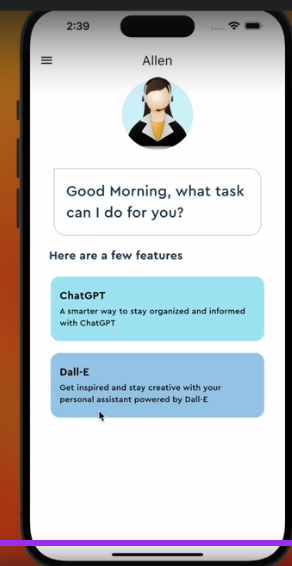 2:39
Allen
Good Morning, what task
can I do for you?
Here are a few features
ChatGPT
A smarter way to stay organized and informed
with ChatGPT
Dall-E
Get inspired and stay creative with your
personal assistant powered by Dall-E